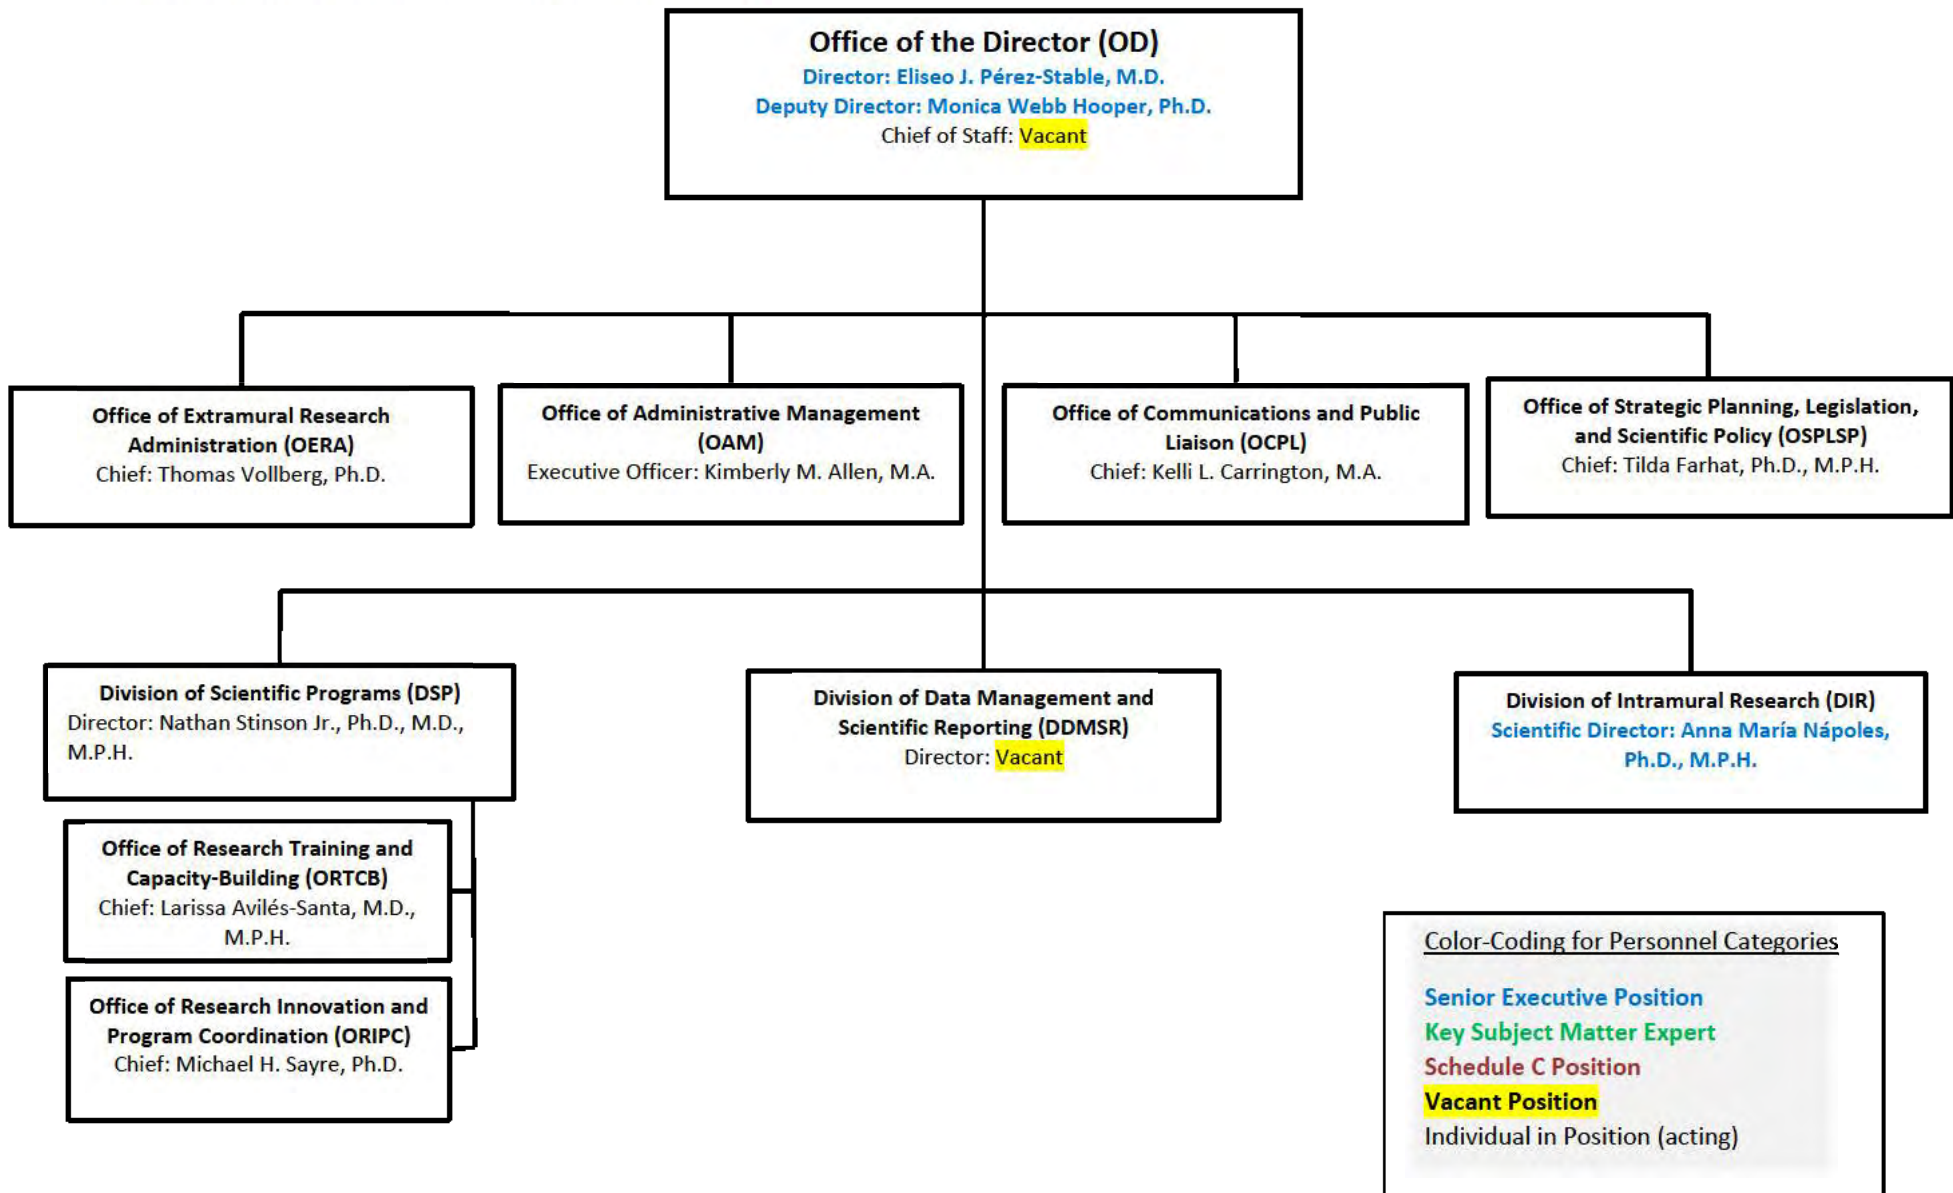 Office of the Director (OD)
Director: Eliseo J. Pérez-Stable, M.D.
Deputy Director: Monica Webb Hooper, Ph.D.
Chief of Staff: Vacant
Office of Extramural Research
Administration (OERA)
Chief: Thomas Vollberg, Ph.D.
Office of Administrative Management
(OAM)
Executive Officer: Kimberly M. Allen, M.A.
Office of Communications and Public
Liaison (OCPL)
Chief: Kelli L. Carrington, M.A.
Office of Strategic Planning, Legislation,
and Scientific Policy (OSPLSP)
Chief: Tilda Farhat, Ph.D., M.P.H.
Division of Scientific Programs (DSP)
Director: Nathan Stinson Jr., Ph.D., M.D.,
M.P.H.
Division of Data Management and
Scientific Reporting (DDMSR)
Director: Vacant
Division of Intramural Research (DIR)
Scientific Director: Anna María Nápoles,
Ph.D., M.P.H.
Office of Research Training and
Capacity-Building (ORTCB)
Chief: Larissa Avilés-Santa, M.D.,
M.P.H.
Office of Research Innovation and
Program Coordination (ORIPC)
Chief: Michael H. Sayre, Ph.D.
Color-Coding for Personnel Categories
Senior Executive Position
Key Subject Matter Expert
Schedule C Position
Vacant Position
Individual in Position (acting)